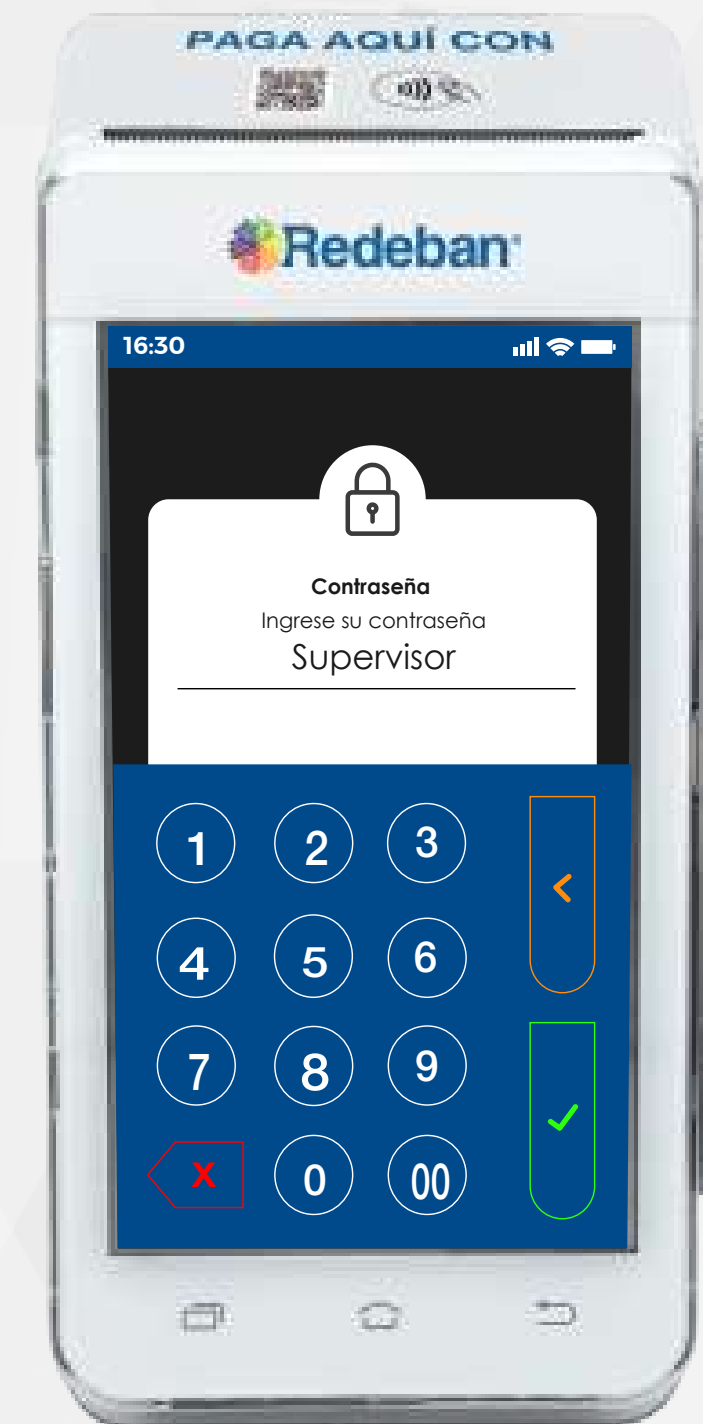 PAGA AQUÍ CON
Redeban
16:30
Contraseña
Ingrese su contraseña
Supervisor
1 2 3
4 5 6
7 8 9
X 0 00